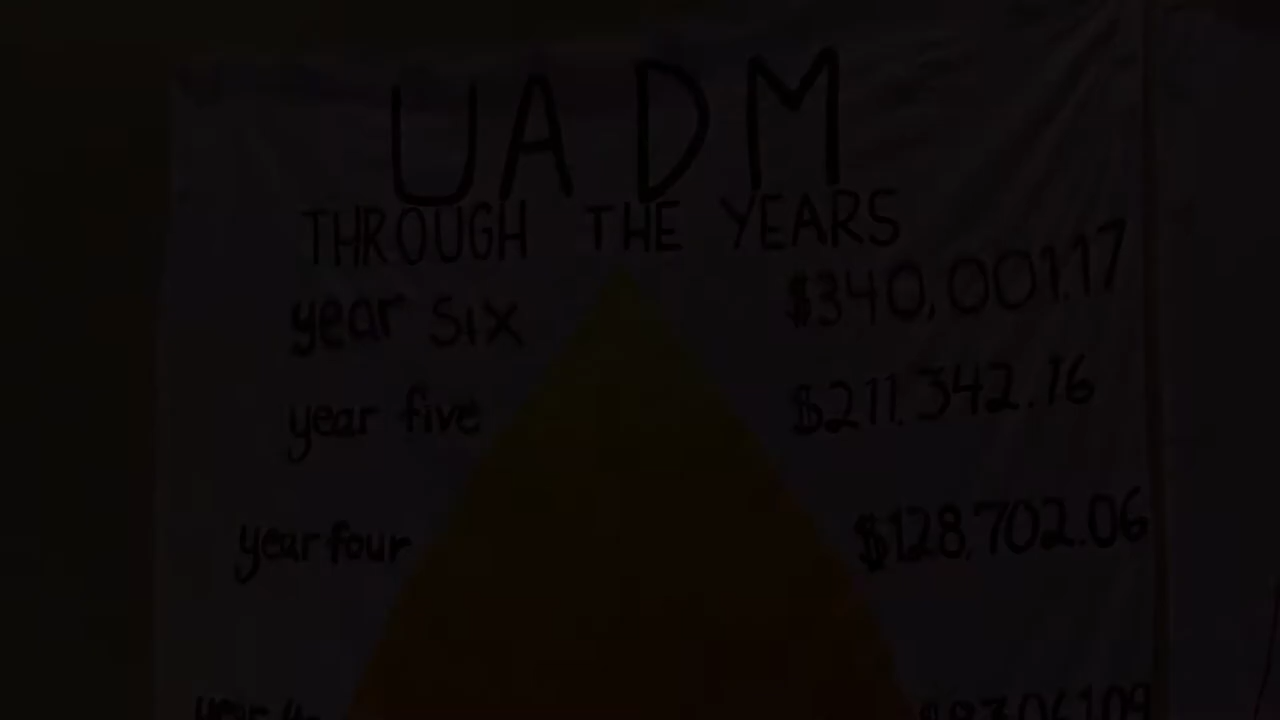 UADM
THROUGH THE YEARS
year six $340,001.17
year five $211,342.16
year four $128,702.06
year